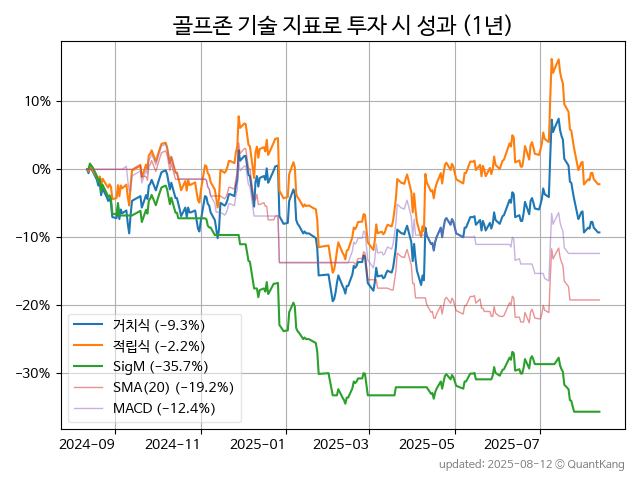 골프존 기술 지표로 투자 시 성과 (1년)
10%
0%
−10%
−20%
−30%
거치식 (−9.3%)
적립식 (−2.2%)
SigM (−35.7%)
SMA(20) (−19.2%)
MACD (−12.4%)
2024-09 2024-11 2025-01 2025-03 2025-05 2025-07
updated: 2025-08-12 © QuantKang